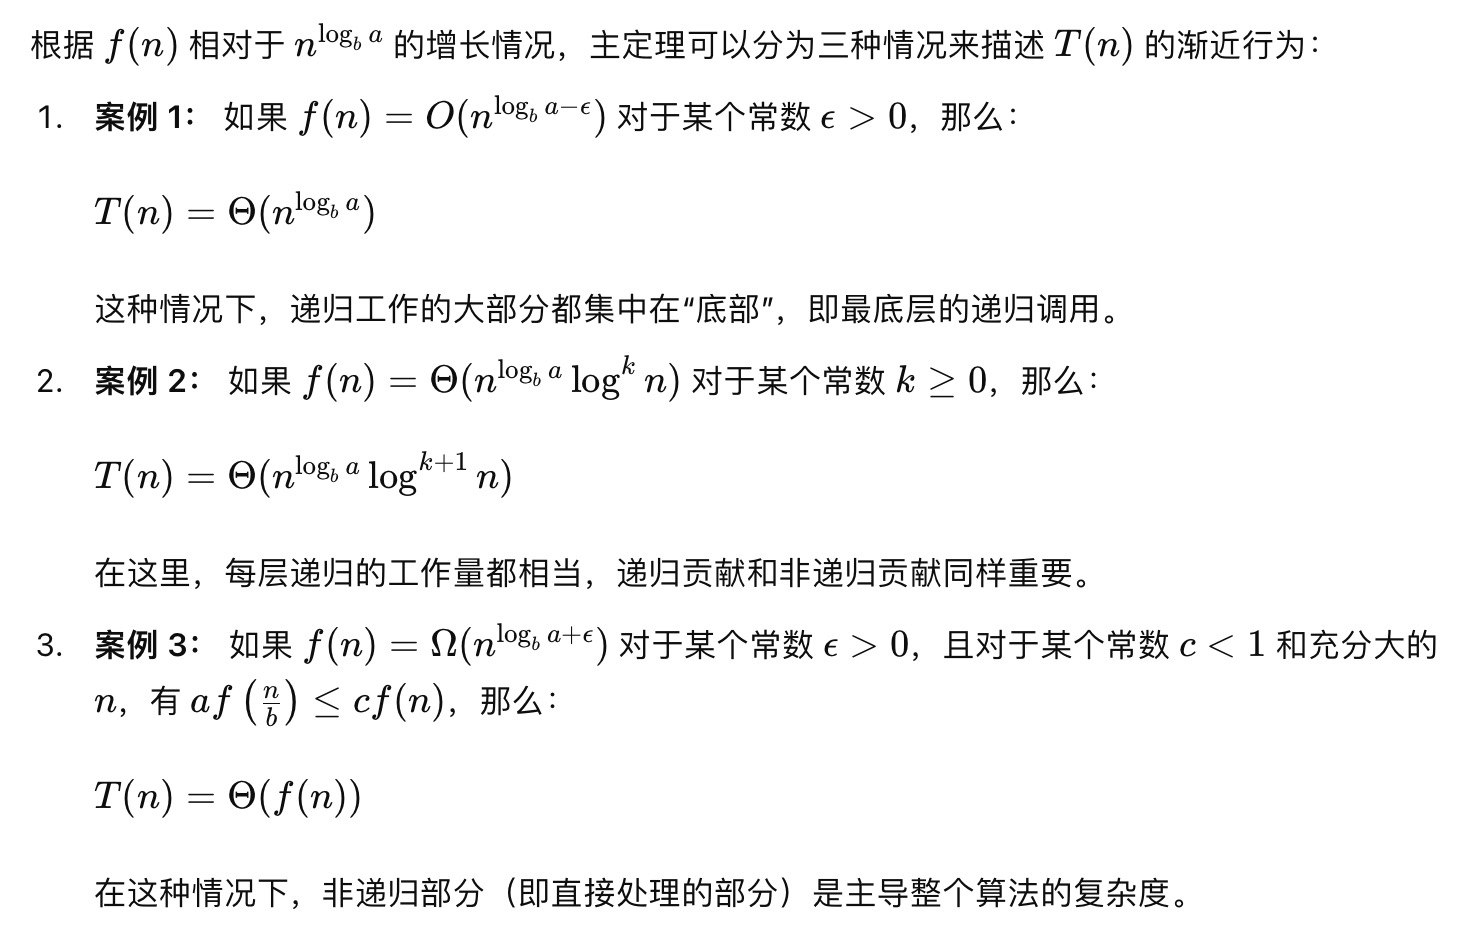 根据 $f(n)$ 相对于 $n^{\log_b a}$ 的增长情况，主定理可以分为三种情况来描述 $T(n)$ 的渐近行为：
1. 案例 1： 如果 $f(n) = O(n^{\log_b a - \epsilon})$ 对于某个常数 $\epsilon > 0$，那么：
$T(n) = \Theta(n^{\log_b a})$
这种情况下，递归工作的大部分都集中在“底部”，即最底层的递归调用。
2. 案例 2： 如果 $f(n) = \Theta(n^{\log_b a} \log^k n)$ 对于某个常数 $k \geq 0$，那么：
$T(n) = \Theta(n^{\log_b a} \log^{k+1} n)$
在这里，每层递归的工作量都相当，递归贡献和非递归贡献同样重要。
3. 案例 3： 如果 $f(n) = \Omega(n^{\log_b a + \epsilon})$ 对于某个常数 $\epsilon > 0$，且对于某个常数 $c < 1$ 和充分大的
$n$，有 $af\left(\frac{n}{b}\right) \leq cf(n)$，那么：
$T(n) = \Theta(f(n))$
在这种情况下，非递归部分（即直接处理的部分）是主导整个算法的复杂度。